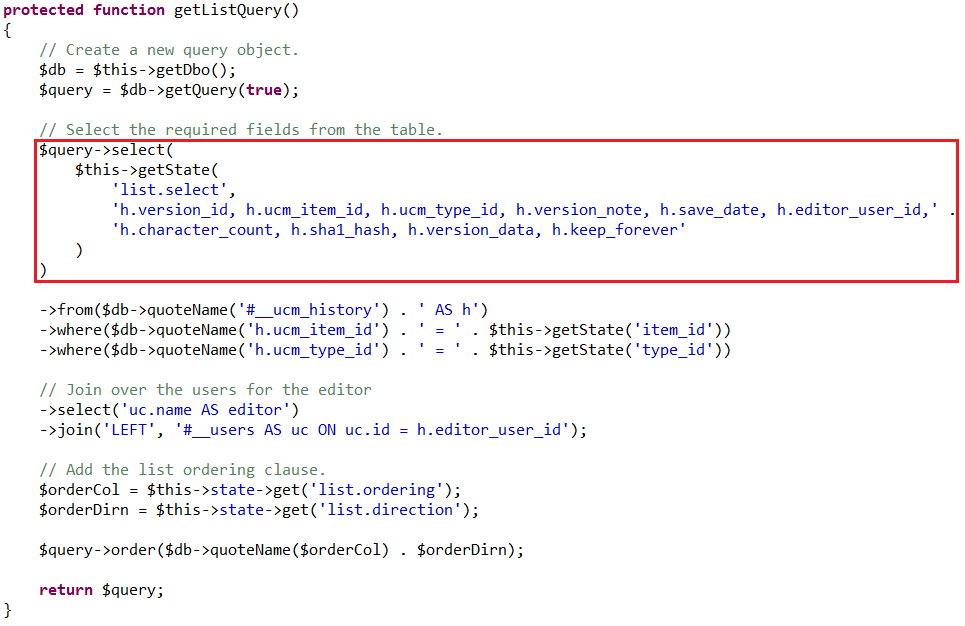 protected function getListQuery()
{
    // Create a new query object.
    $db = $this->getDbo();
    $query = $db->getQuery(true);

    // Select the required fields from the table.
    $query->select(
        $this->getState(
            'list.select',
            'h.version_id, h.ucm_item_id, h.ucm_type_id, h.version_note, h.save_date, h.editor_user_id,' .
            'h.character_count, h.sha1_hash, h.version_data, h.keep_forever'
        )
    )

    ->from($db->quoteName('#__ucm_history') . ' AS h')
    ->where($db->quoteName('h.ucm_item_id') . ' = ' . $this->getState('item_id'))
    ->where($db->quoteName('h.ucm_type_id') . ' = ' . $this->getState('type_id'))

    // Join over the users for the editor
    ->select('uc.name AS editor')
    ->join('LEFT', '#__users AS uc ON uc.id = h.editor_user_id');

    // Add the list ordering clause.
    $orderCol = $this->state->get('list.ordering');
    $orderDirn = $this->state->get('list.direction');

    $query->order($db->quoteName($orderCol) . $orderDirn);

    return $query;
}